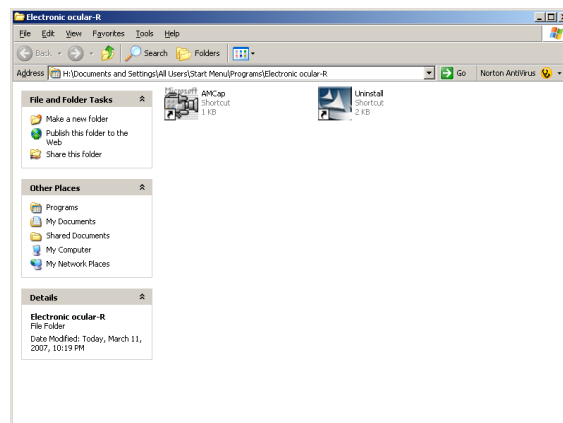 Electronic ocular-R
File Edit View Favorites Tools Help
Back Search Folders
Address H:\Documents and Settings\All Users\Start Menu\Programs\Electronic ocular-R Go Norton AntiVirus
File and Folder Tasks
Make a new folder
Publish this folder to the
Web
Share this folder
Other Places
Programs
My Documents
Shared Documents
My Computer
My Network Places
Details
Electronic ocular-R
File Folder
Date Modified: Today, March 11,
2007, 10:19 PM
Microsoft
AMCap
Shortcut
1 KB
Uninstall
Shortcut
2 KB